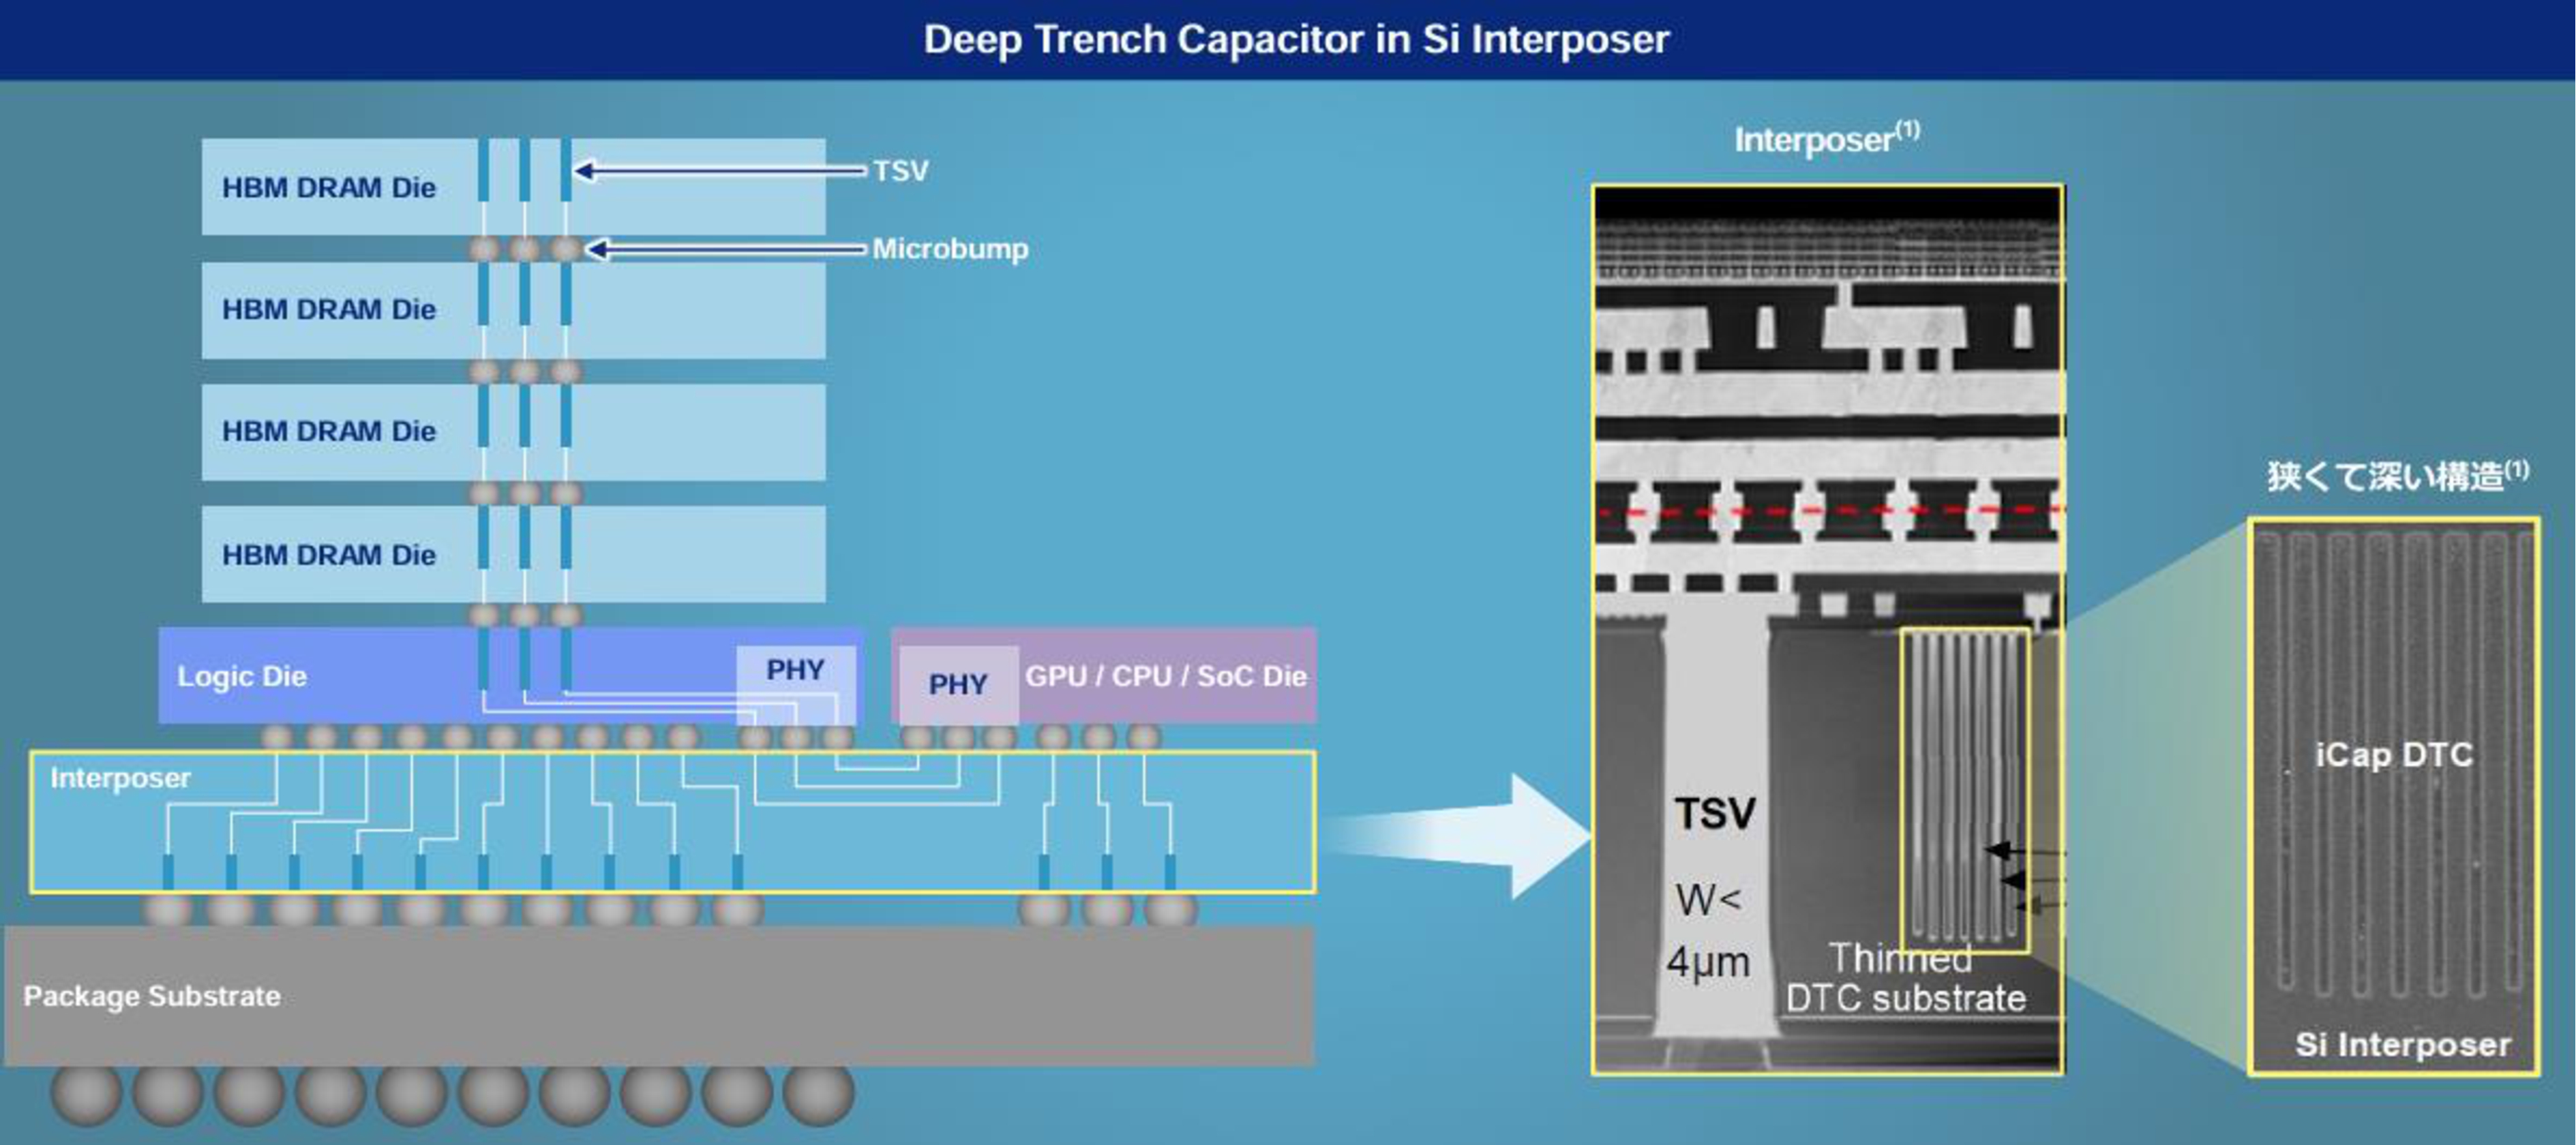 Deep Trench Capacitor in Si Interposer
HBM DRAM Die
TSV
Microbump
HBM DRAM Die
HBM DRAM Die
HBM DRAM Die
Logic Die
PHY
PHY
GPU / CPU / SoC Die
Interposer
Package Substrate
Interposer(1)
TSV
W<
4μm
Thinned
DTC substrate
狭くて深い構造(1)
iCap DTC
Si Interposer